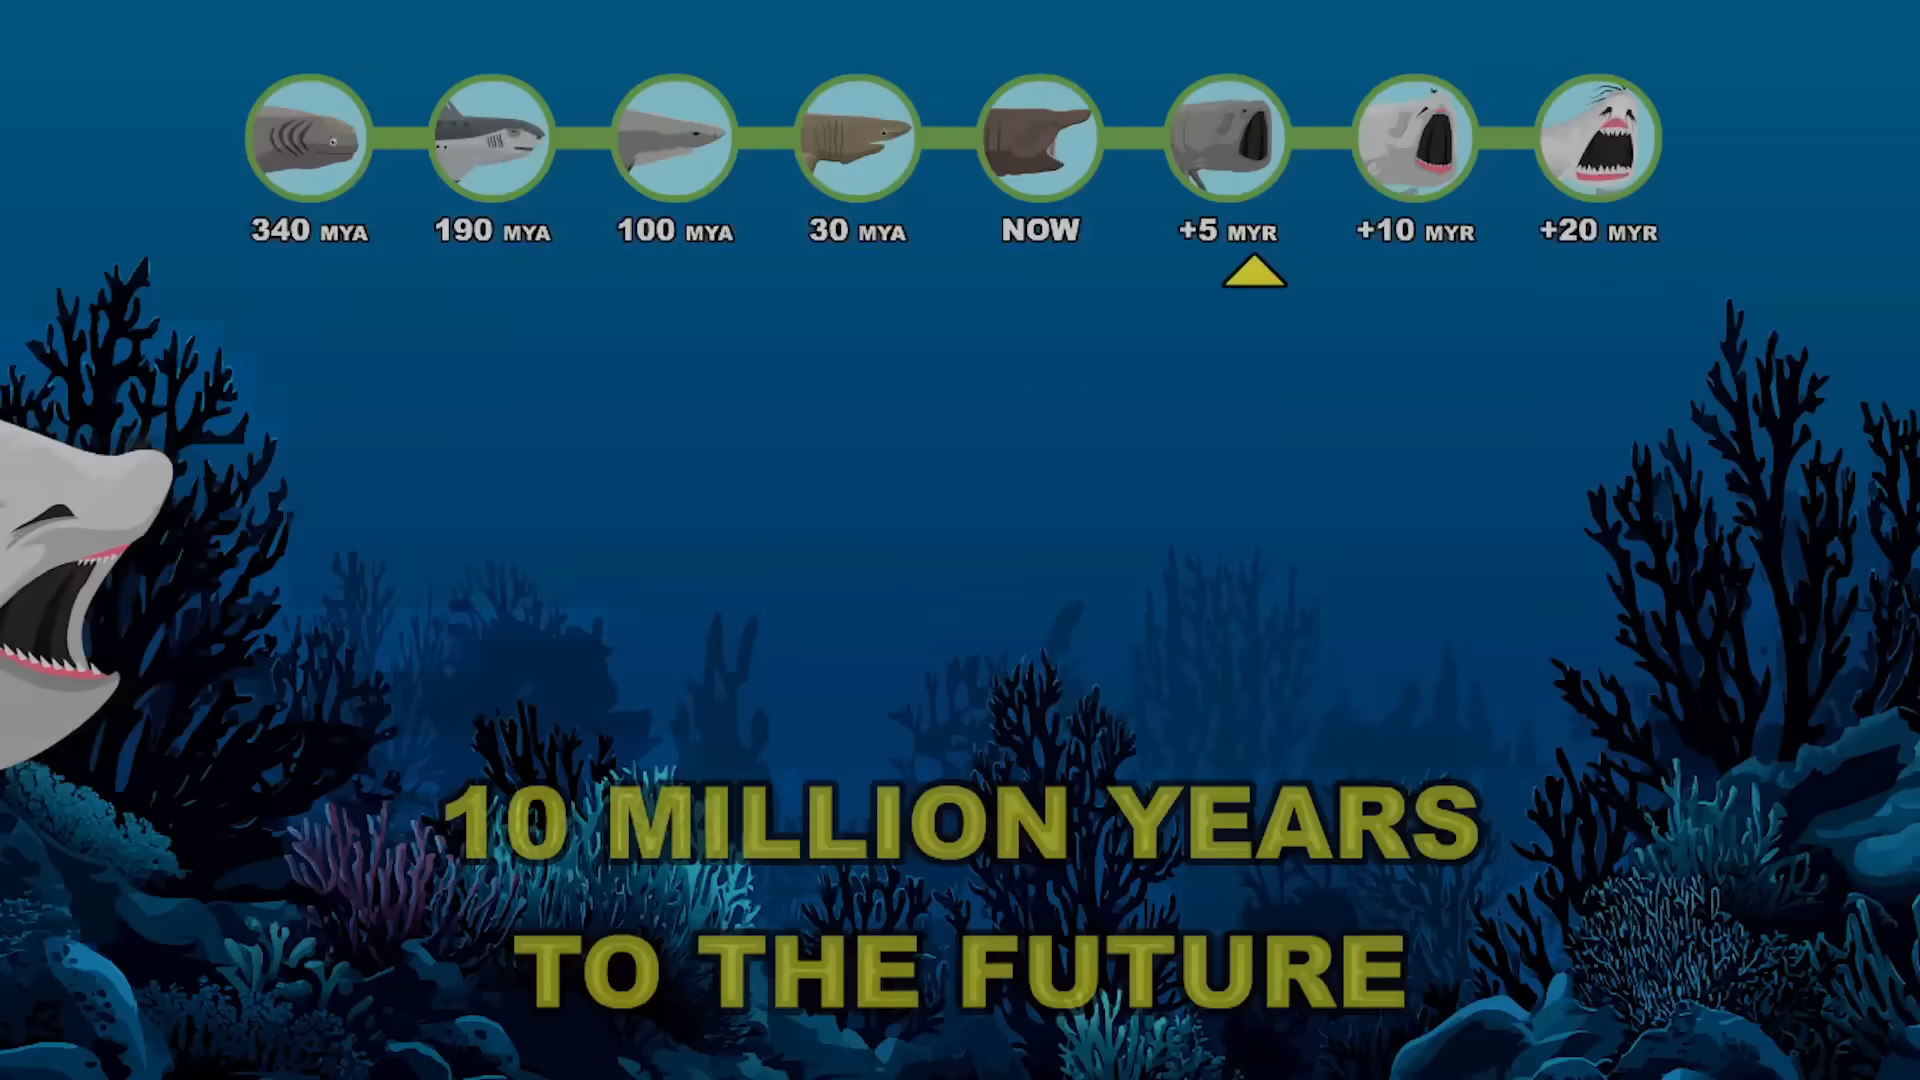 340 MYA
190 MYA
100 MYA
30 MYA
NOW
+5 MYR
+10 MYR
+20 MYR
10 MILLION YEARS
TO THE FUTURE